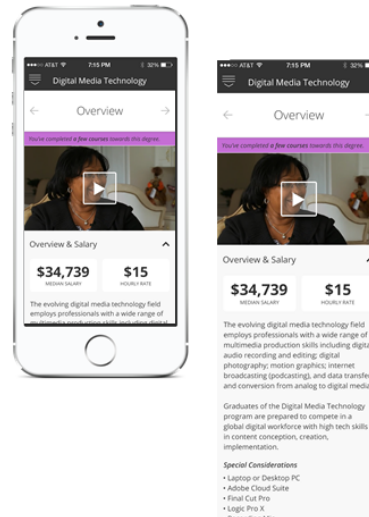 AT&T 7:15 PM 32%
Digital Media Technology
Overview
You've completed a few courses towards this degree.
Overview & Salary
$34,739 $15
MEDIAN SALARY HOURLY RATE
The evolving digital media technology field
employs professionals with a wide range of
multimedia production skills including digital
AT&T 7:15 PM 32%
Digital Media Technology
Overview
You've completed a few courses towards this degree.
Overview & Salary
$34,739 $15
MEDIAN SALARY HOURLY RATE
The evolving digital media technology field
employs professionals with a wide range of
multimedia production skills including digita
audio recording and editing; digital
photography; motion graphics; internet
broadcasting (podcasting), and data transfer
and conversion from analog to digital media
Graduates of the Digital Media Technology
program are prepared to compete in a
global digital workforce with high tech skills
in content conception, creation,
implementation.
Special Considerations
• Laptop or Desktop PC
• Adobe Cloud Suite
• Final Cut Pro
• Logic Pro X